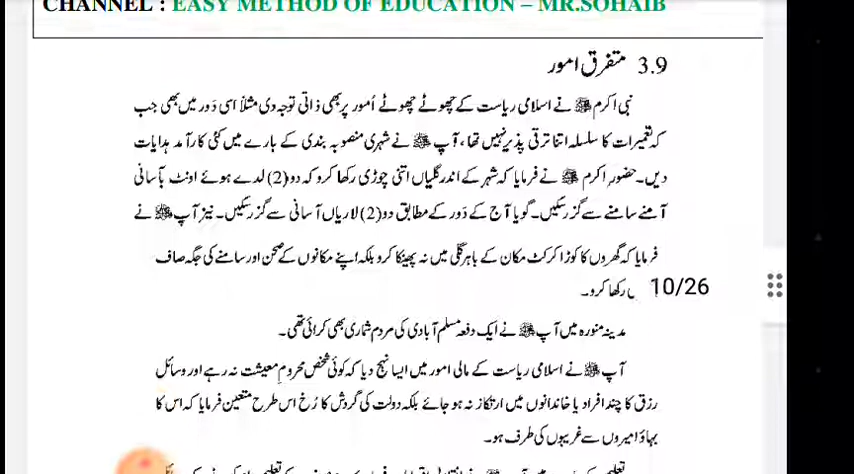 CHANNEL : EASY METHOD OF EDUCATION – MR.SOHAIB
3.9 متفرق امور
نبی اکرم ﷺ نے اسلامی ریاست کے چھوٹے چھوٹے اُمور پر بھی ذاتی توجہ دی مثلاً اسی دَور میں بھی جب
کہ تعمیرات کا سلسلہ اتنا ترقی پذیر نہیں تھا، آپ ﷺ نے شہری منصوبہ بندی کے بارے میں کئی کارآمد ہدایات
دیں۔ حضور اکرم ﷺ نے فرمایا کہ شہر کے اندر گلیاں اتنی چوڑی رکھا کرو کہ دو (2) لدے ہوئے اونٹ بآسانی
آمنے سامنے سے گزر سکیں۔ گویا آج کے دَور کے مطابق دو (2) لاریاں آسانی سے گزر سکیں۔ نیز آپ ﷺ نے
فرمایا کہ گھروں کا کوڑا کرکٹ مکان کے باہر گلی میں نہ پھینکا کرو بلکہ اپنے مکانوں کے صحن اور سامنے کی جگہ صاف
رکھا کرو۔
10/26
مدینہ منورہ میں آپ ﷺ نے ایک دفعہ مسلم آبادی کی مردم شماری بھی کرائی تھی۔
آپ ﷺ نے اسلامی ریاست کے مالی امور میں ایسا نہج دیا کہ کوئی شخص محروم معیشت نہ رہے اور وسائل
رزق کا چند افراد یا خاندانوں میں ارتکاز نہ ہو جائے بلکہ دولت کی گردش کا رُخ اس طرح متعین فرمایا کہ اس کا
بہاؤ امیروں سے غریبوں کی طرف ہو۔